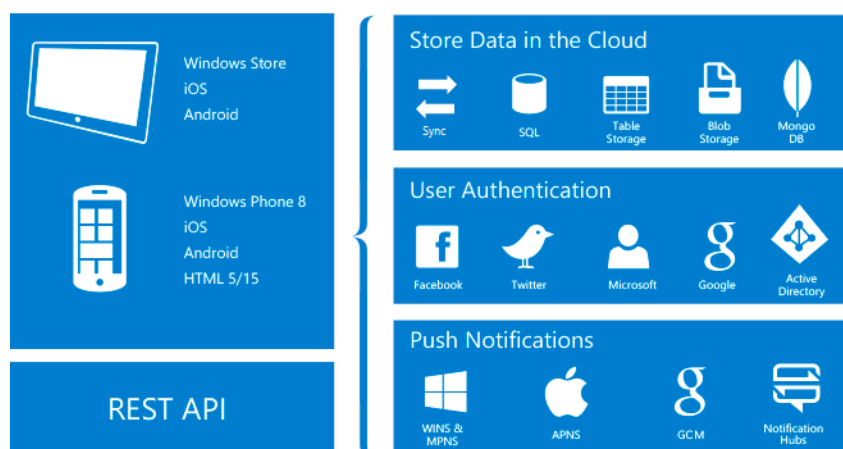 Windows Store
iOS
Android
Windows Phone 8
iOS
Android
HTML 5/15
REST API
Store Data in the Cloud
Sync
SQL
Table
Storage
Blob
Storage
Mongo
DB
User Authentication
Facebook
Twitter
Microsoft
Google
Active
Directory
Push Notifications
WINS &
MPNS
APNS
GCM
Notification
Hubs